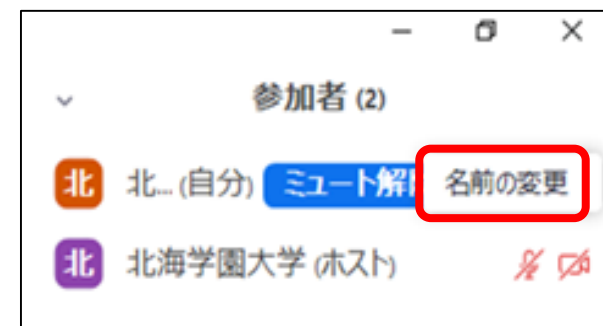 参加者 (2)
北 北... (自分) ミュート解 名前の変更
北 北海学園大学 (ホスト)